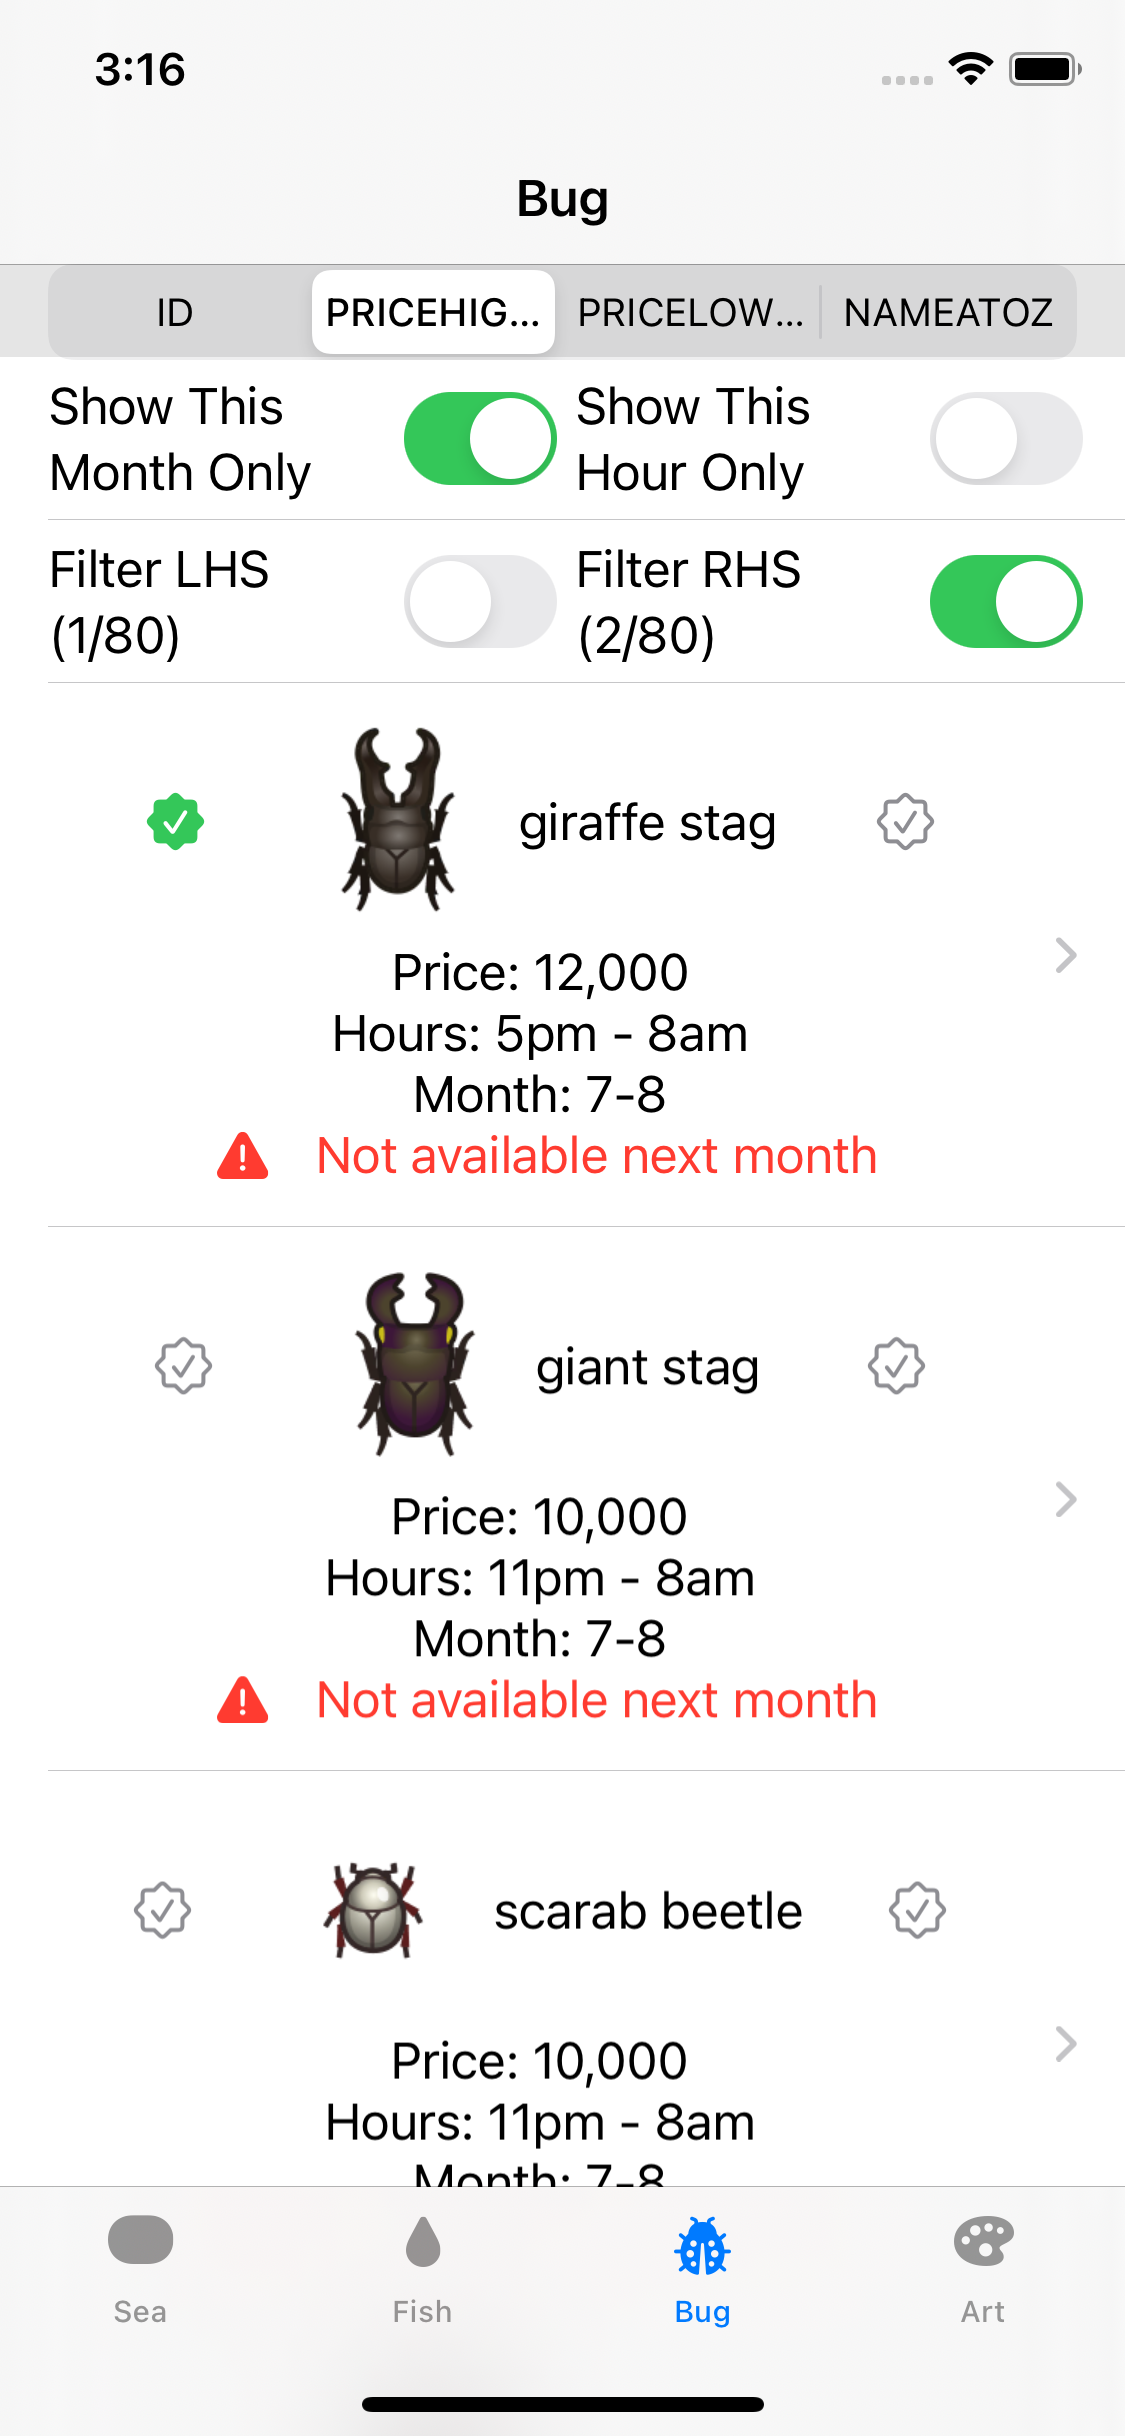 3:16
Bug
ID
PRICEHIG...
PRICELOW...
NAMEATOZ
Show This
Month Only
Show This
Hour Only
Filter LHS
(1/80)
Filter RHS
(2/80)
giraffe stag
Price: 12,000
Hours: 5pm - 8am
Month: 7-8
Not available next month
giant stag
Price: 10,000
Hours: 11pm - 8am
Month: 7-8
Not available next month
scarab beetle
Price: 10,000
Hours: 11pm - 8am
Month: 7-8
Sea
Fish
Bug
Art